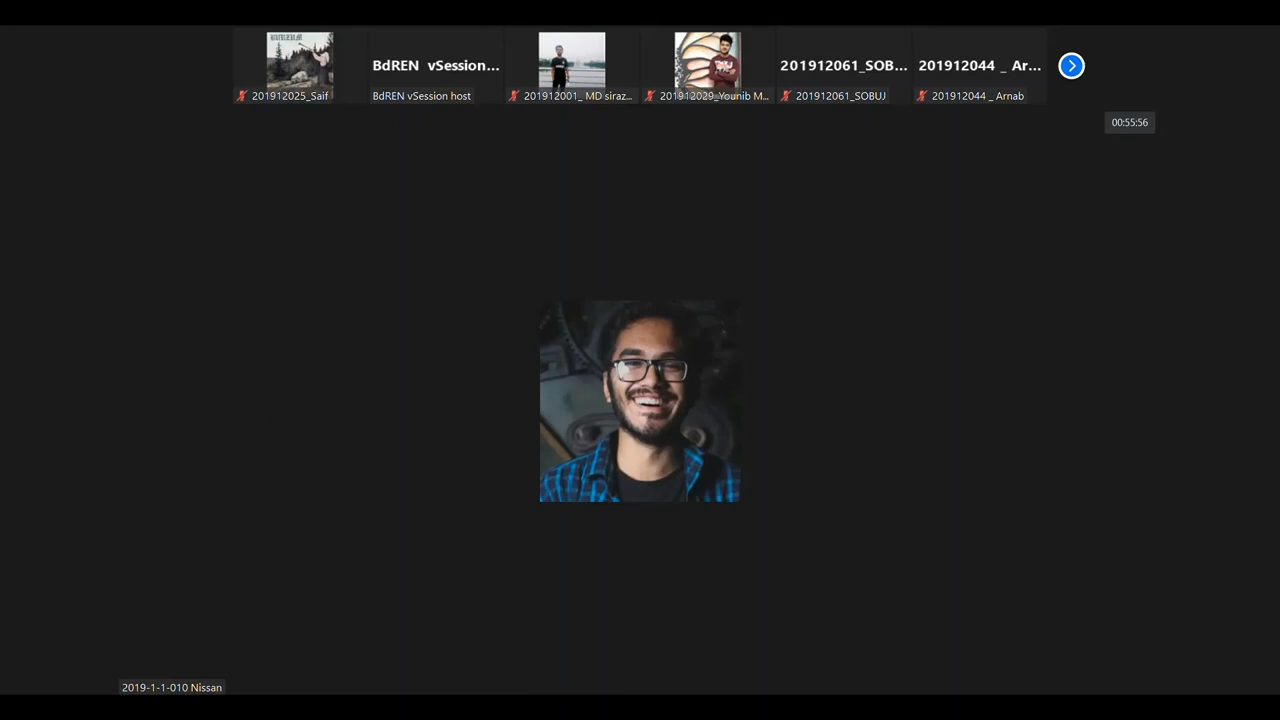 BdREN vSession...
201912061_SOB...
201912044 _ Ar...
201912025_Saif
BdREN vSession host
201912001_ MD siraz...
201912029_Younib M...
201912061_SOBUJ
201912044 _ Arnab
00:55:56
2019-1-1-010 Nissan